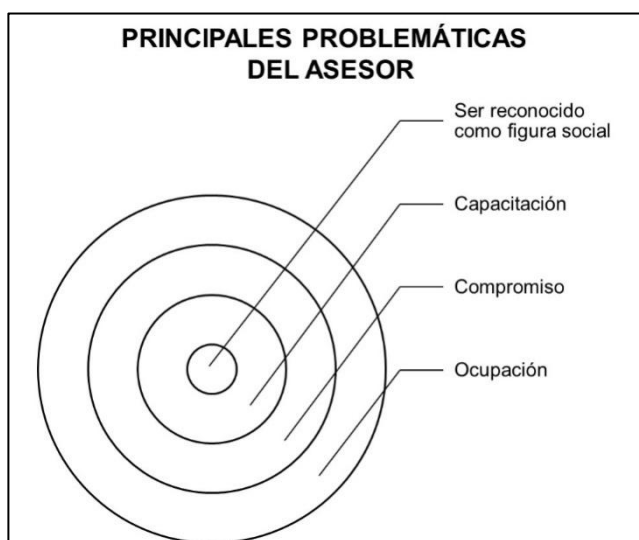 PRINCIPALES PROBLEMÁTICAS
DEL ASESOR
Ser reconocido
como figura social
Capacitación
Compromiso
Ocupación